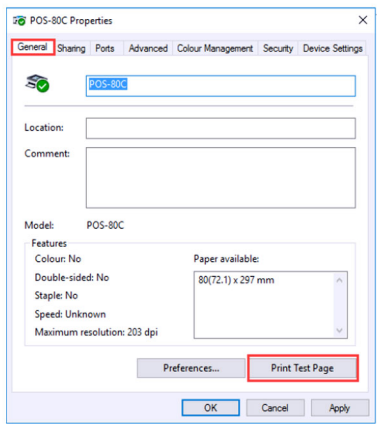 POS-80C Properties
General Sharing Ports Advanced Colour Management Security Device Settings
POS-80C
Location:
Comment:
Model: POS-80C
Features
Colour: No
Paper available:
Double-sided: No
80(72.1) x 297 mm
Staple: No
Speed: Unknown
Maximum resolution: 203 dpi
Preferences... Print Test Page
OK Cancel Apply